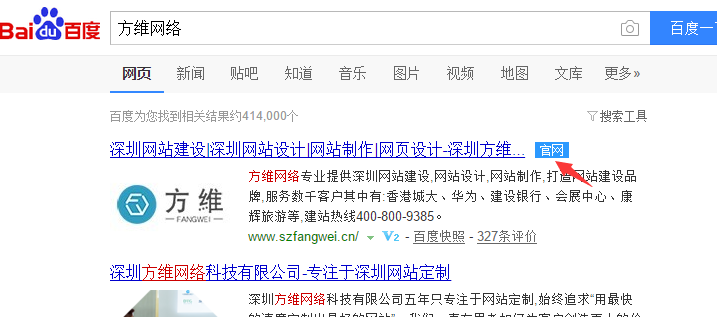 Bai du 百度
方维网络
百度一
网页 新闻 贴吧 知道 音乐 图片 视频 地图 文库 更多»
百度为您找到相关结果约414,000个 搜索工具
深圳网站建设|深圳网站设计|网站制作|网页设计-深圳方维... 官网
方维网络专业提供深圳网站建设,网站设计,网站制作,打造网站建设品
牌,服务数千客户其中有:香港城大、华为、建设银行、会展中心、康
辉旅游等,建站热线400-800-9385。
方维
FANGWEI
www.szfangwei.cn/ V2 - 百度快照 - 327条评价
深圳方维网络科技有限公司-专注于深圳网站定制
深圳方维网络科技有限公司五年只专注于网站定制,始终追求“用最快